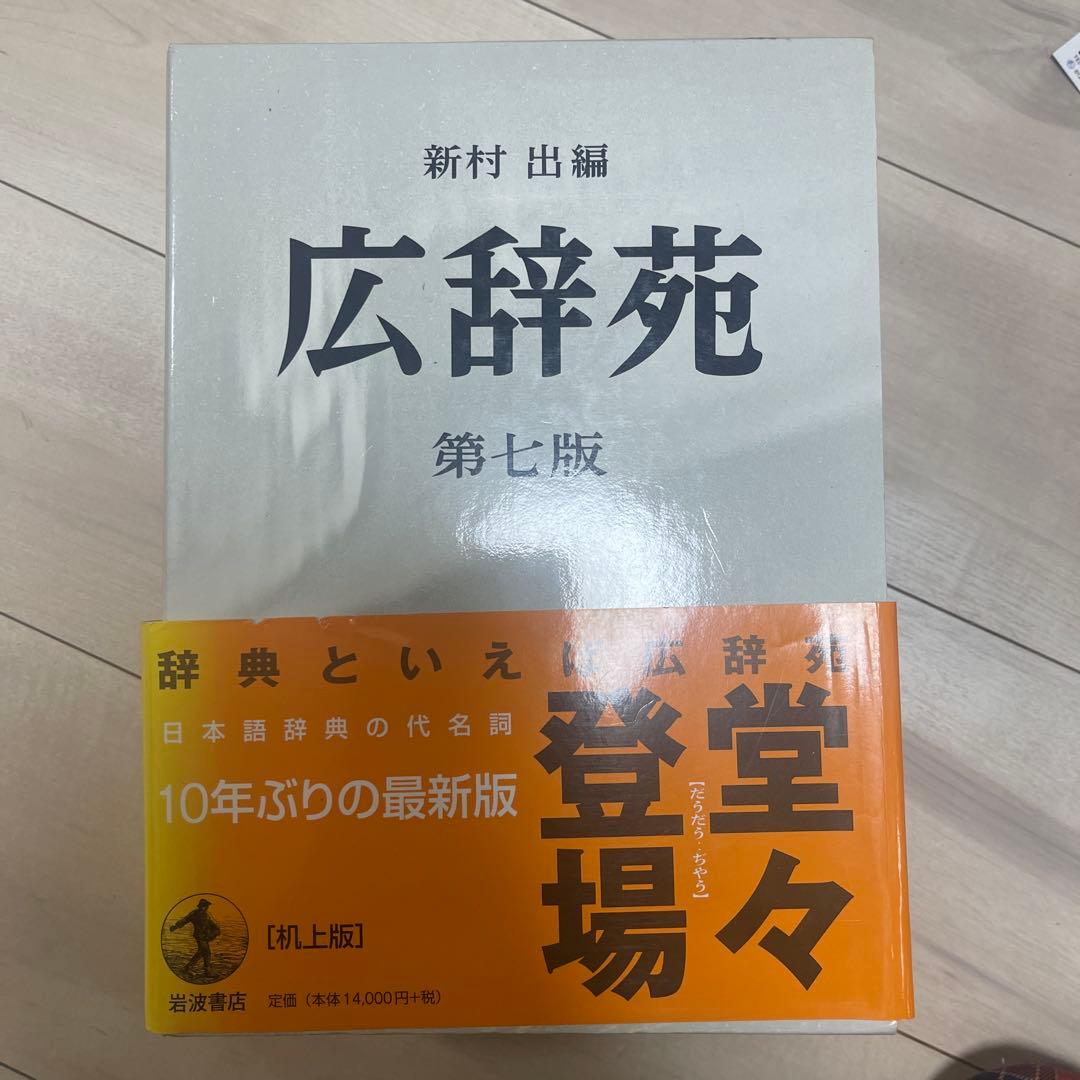 新村 出編
広辞苑
第七版
辞典といえば広辞苑
堂々
登場
【だうだう‥ぢやう】
日本語辞典の代名詞
10年ぶりの最新版
[机上版]
岩波書店
定価（本体14,000円+税）